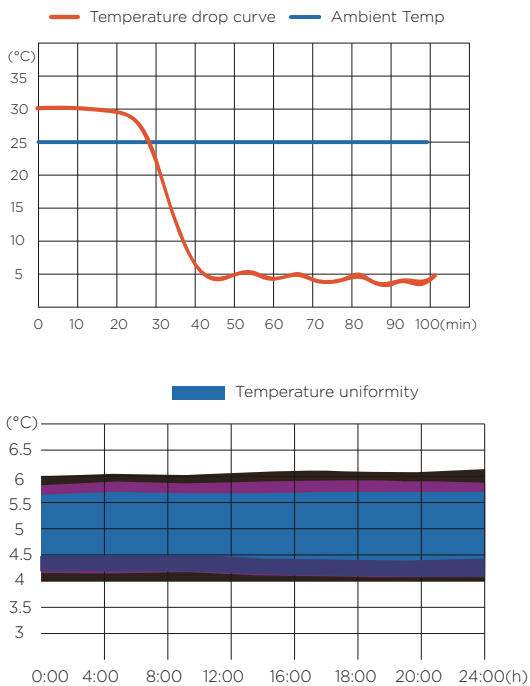 Temperature drop curve Ambient Temp
(°C)
35
30
25
20
15
10
5
0 10 20 30 40 50 60 70 80 90 100(min)
Temperature uniformity
(°C)
6.5
6
5.5
5
4.5
4
3.5
3
0:00 4:00 8:00 12:00 16:00 18:00 20:00 24:00(h)